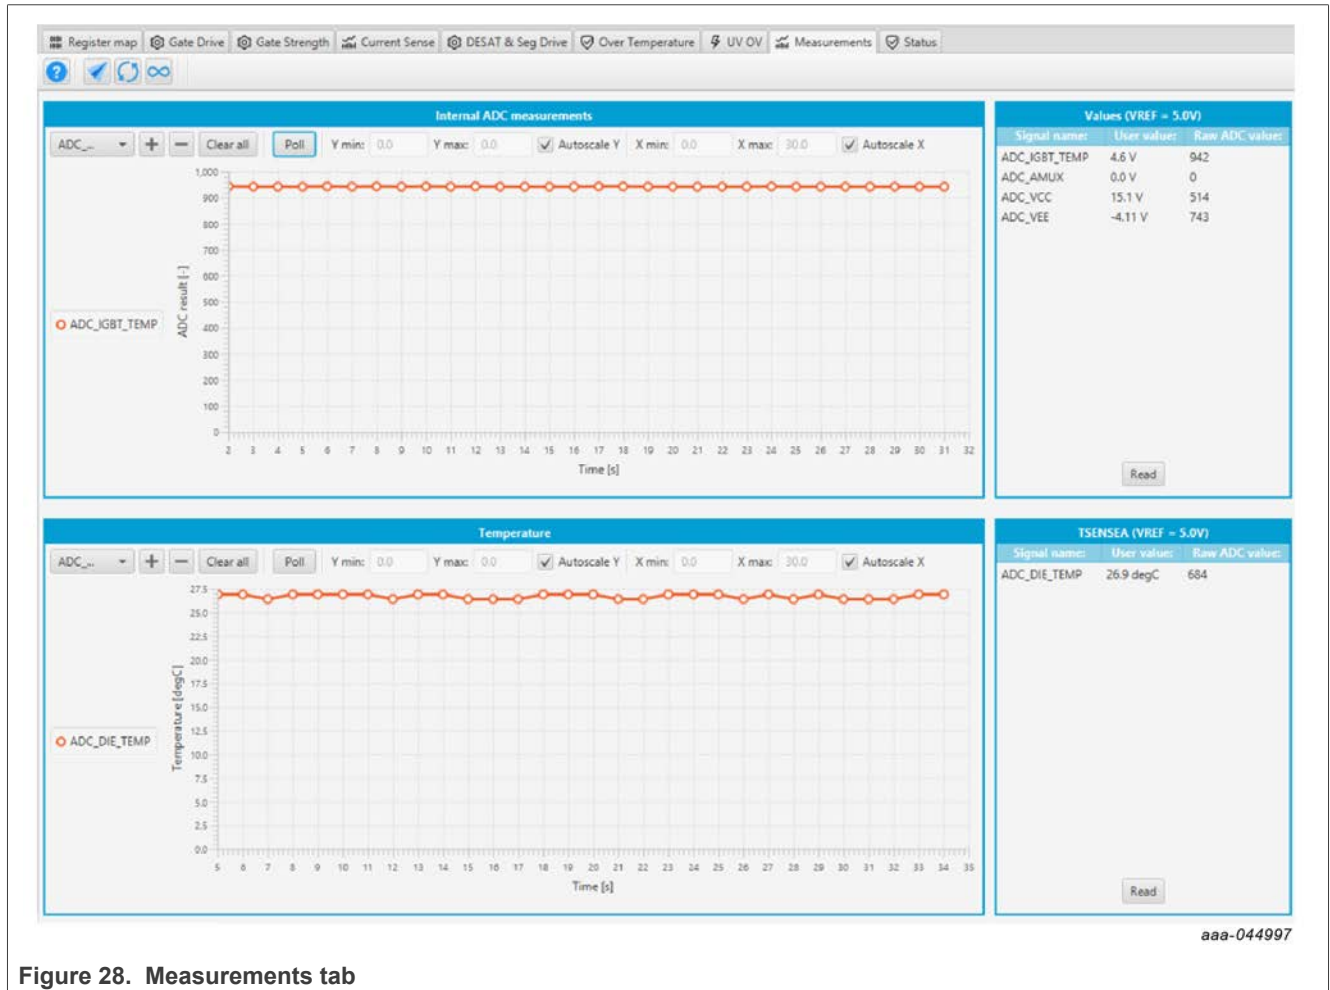 Register map Gate Drive Gate Strength Current Sense DESAT & Seg Drive Over Temperature UV OV Measurements Status
Internal ADC measurements
ADC_... + − Clear all Poll Y min: 0.0 Y max: 0.0 Autoscale Y X min: 0.0 X max: 30.0 Autoscale X
1,000
900
800
700
600
500
400
300
200
100
0
ADC result [-]
ADC_IGBT_TEMP
2 3 4 5 6 7 8 9 10 11 12 13 14 15 16 17 18 19 20 21 22 23 24 25 26 27 28 29 30 31 32
Time [s]
Values (VREF = 5.0V)
Signal name: User value: Raw ADC value:
ADC_IGBT_TEMP 4.6 V 942
ADC_AMUX 0.0 V 0
ADC_VCC 15.1 V 514
ADC_VEE -4.11 V 743
Read
Temperature
ADC_... + − Clear all Poll Y min: 0.0 Y max: 0.0 Autoscale Y X min: 0.0 X max: 30.0 Autoscale X
27.5
25.0
22.5
20.0
17.5
15.0
12.5
10.0
7.5
5.0
2.5
0.0
Temperature [degC]
ADC_DIE_TEMP
5 6 7 8 9 10 11 12 13 14 15 16 17 18 19 20 21 22 23 24 25 26 27 28 29 30 31 32 33 34 35
Time [s]
TSENSEA (VREF = 5.0V)
Signal name: User value: Raw ADC value:
ADC_DIE_TEMP 26.9 degC 684
Read
aaa-044997
Figure 28. Measurements tab